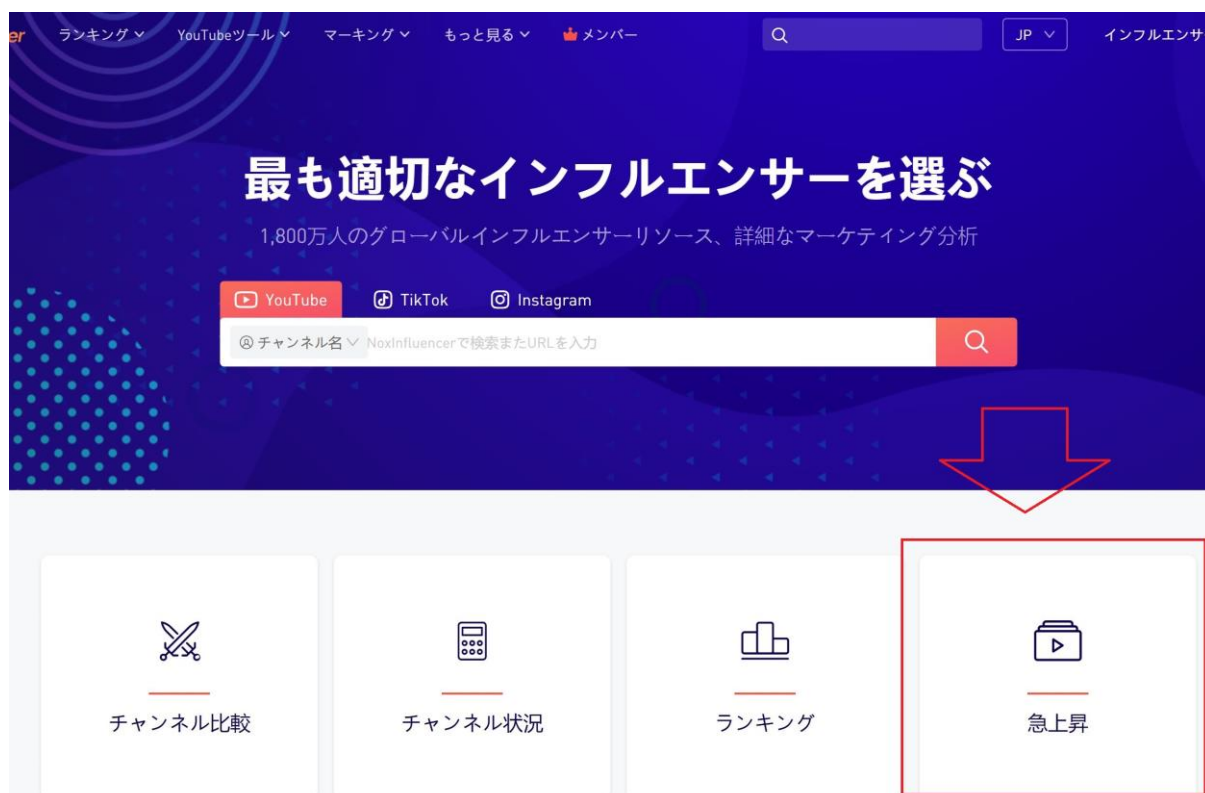 er ランキング YouTubeツール マーキング もっと見る メンバー JP インフルエンサ
最も適切なインフルエンサーを選ぶ
1,800万人のグローバルインフルエンサーリソース、詳細なマーケティング分析
YouTube TikTok Instagram
チャンネル名 NoxInfluencerで検索またURLを入力
チャンネル比較 チャンネル状況 ランキング 急上昇